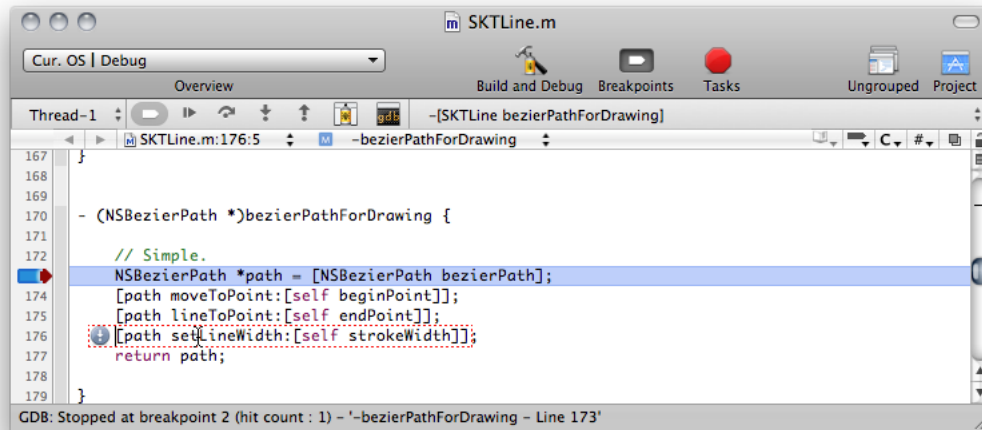 m SKTLine.m
Cur. OS | Debug
Overview
Build and Debug
Breakpoints
Tasks
Ungrouped
Project
Thread-1
gdb
-[SKTLine bezierPathForDrawing]
SKTLine.m:176:5
M
-bezierPathForDrawing
C
#
167 }
168
169
170 - (NSBezierPath *)bezierPathForDrawing {
171
172 // Simple.
NSBezierPath *path = [NSBezierPath bezierPath];
174 [path moveToPoint:[self beginPoint]];
175 [path lineToPoint:[self endPoint]];
176 [path setLineWidth:[self strokeWidth]];
177 return path;
178
179 }
GDB: Stopped at breakpoint 2 (hit count : 1) - '-bezierPathForDrawing - Line 173'